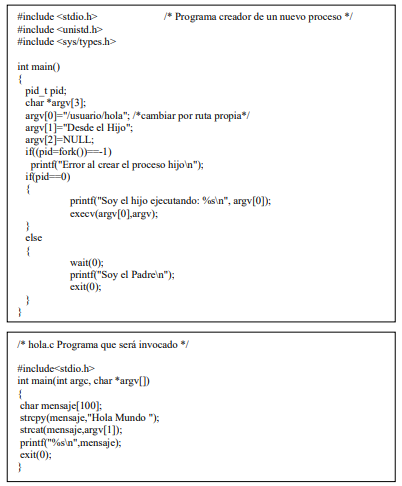 #include <stdio.h> /* Programa creador de un nuevo proceso */
#include <unistd.h>
#include <sys/types.h>
int main()
{
pid_t pid;
char *argv[3];
argv[0]="/usuario/hola"; /*cambiar por ruta propia*/
argv[1]="Desde el Hijo";
argv[2]=NULL;
if((pid=fork())==-1)
printf("Error al crear el proceso hijo\n");
if(pid==0)
{
printf("Soy el hijo ejecutando: %s\n", argv[0]);
execv(argv[0],argv);
}
else
{
wait(0);
printf("Soy el Padre\n");
exit(0);
}
}
/* hola.c Programa que será invocado */
#include<stdio.h>
int main(int argc, char *argv[])
{
char mensaje[100];
strcpy(mensaje,"Hola Mundo ");
strcat(mensaje,argv[1]);
printf("%s\n",mensaje);
exit(0);
}